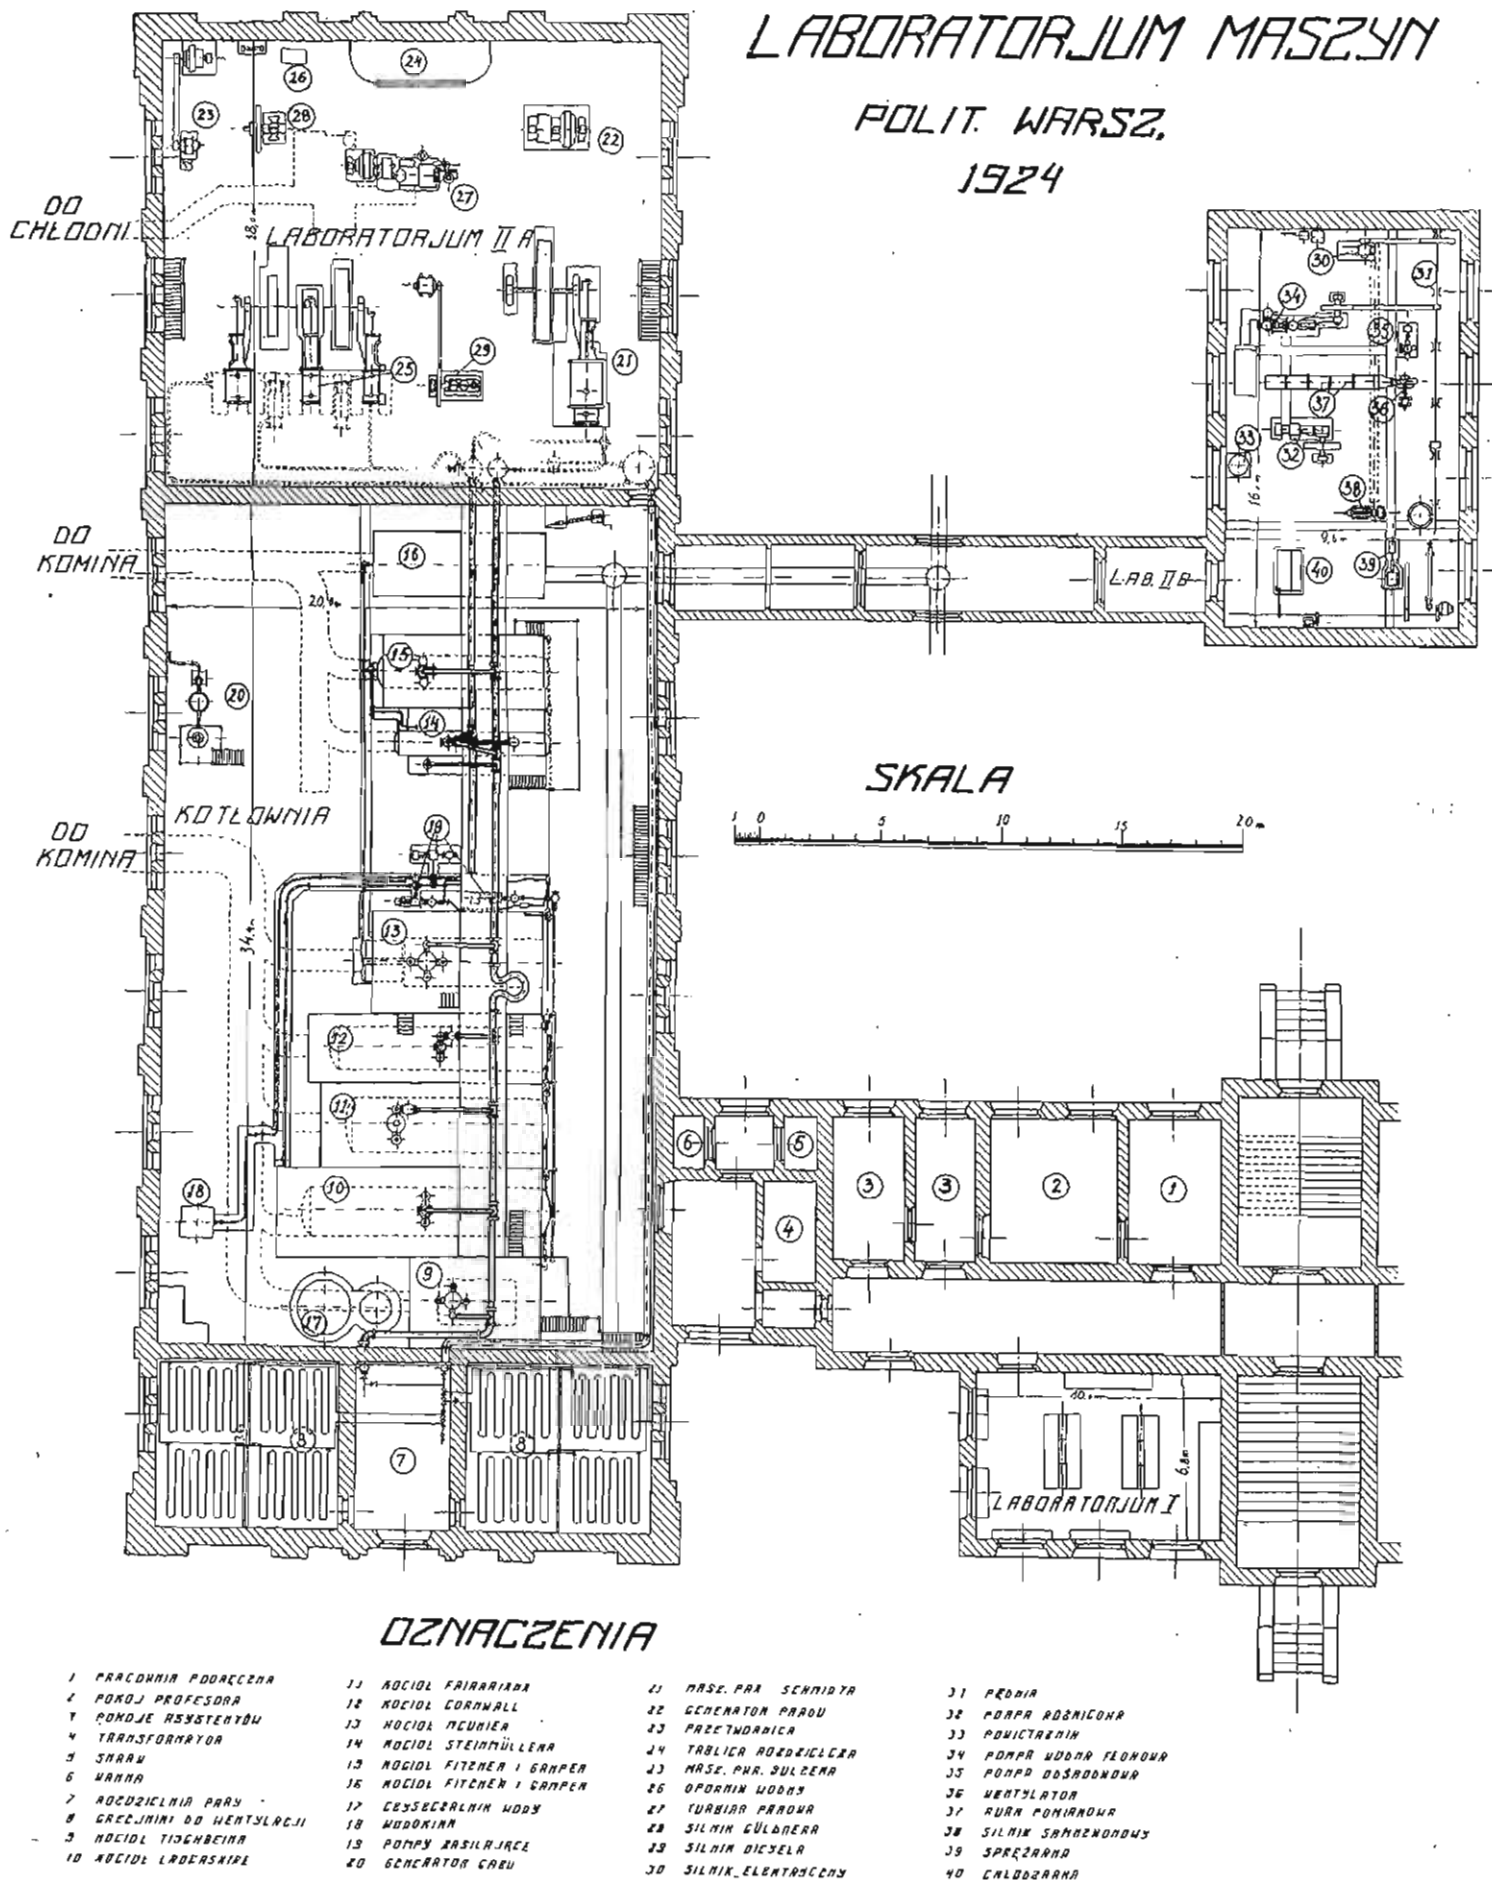 LABORATORJUM MASZYN
POLIT. WARSZ.
1924
DO
CHŁODNI
LABORATORJUM II A
DO
KOMINA
LAB. II B
KOTŁOWNIA
DO
KOMINA
SKALA
1 0 5 10 15 20 m
LABORATORJUM I
OZNACZENIA
1 PRACOWNIA PODRĘCZNA
2 POKOJ PROFESORA
3 POKOJE ASYSTENTÓW
4 TRANSFORMATOR
5 SMARY
6 WANNA
7 ROZDZIELNIA PARY
8 GRZEJNIKI DO WENTYLACJI
9 KOCIOŁ TISCHBEINA
10 KOCIOŁ
11 KOCIOŁ FAIRBAIRNA
12 KOCIOŁ CORNWALL
13 KOCIOŁ MEUNIER
14 KOCIOŁ STEINMÜLLERA
15 KOCIOŁ FITZNER I GAMPER
16 KOCIOŁ FITZNER I GAMPER
17 CZYSZCZALNIK WODY
18 WODOKIAN
19 POMPY ZASILAJĄCE
20 GENERATOR GAZU
21 MASZ. PAR. SCHMIDTA
22 GENERATOR PRĄDU
23 PRZETWORNICA
24 TABLICA ROZDZIELCZA
25 MASZ. PAR. SULZERA
26 OPORNIK WODNY
27 TURBINA PAROWA
28 SILNIK GÜLDNERA
29 SILNIK DIESELA
30 SILNIK ELEKTRYCZNY
31 PĘDNIA
32 POMPA RÓŻNICOWA
33 POWIETRZNIK
34 POMPA WODNA TŁOKOWA
35 POMPA ODŚRODKOWA
36 WENTYLATOR
37 RURA POMIAROWA
38 SILNIK SAMOCHODOWY
39 SPRĘŻARKA
40 CHŁODZIARKA